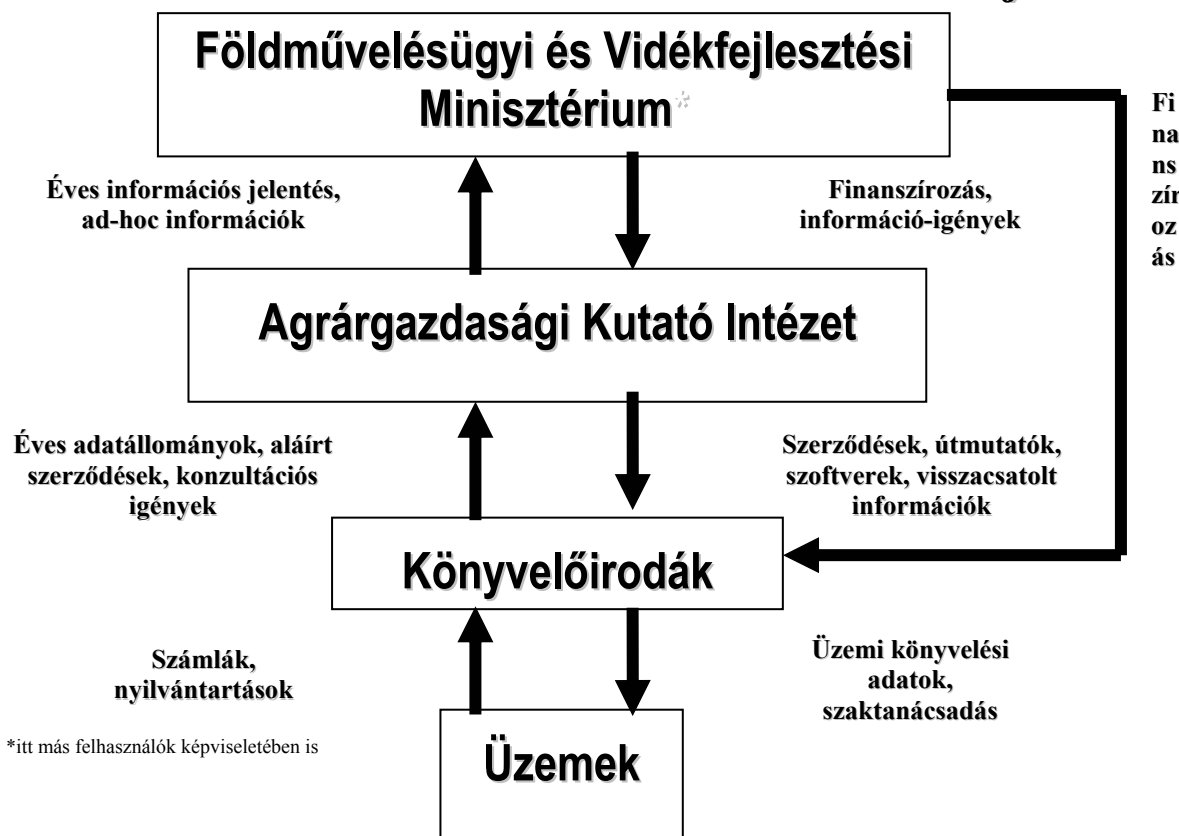 Földművelésügyi és Vidékfejlesztési
Minisztérium*
Éves információs jelentés,
ad-hoc információk
Finanszírozás,
információ-igények
Fi
na
ns
zír
oz
ás
Agrárgazdasági Kutató Intézet
Éves adatállományok, aláírt
szerződések, konzultációs
igények
Szerződések, útmutatók,
szoftverek, visszacsatolt
információk
Könyvelőirodák
Számlák,
nyilvántartások
Üzemi könyvelési
adatok,
szaktanácsadás
*itt más felhasználók képviseletében is
Üzemek